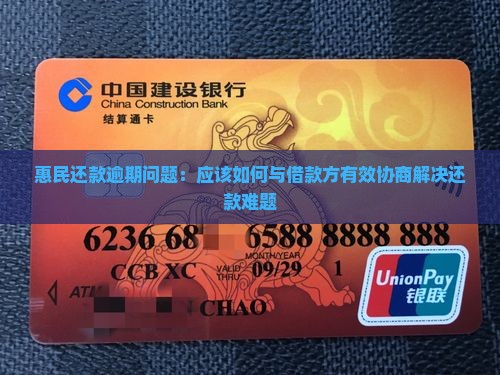 中国建设银行
China Construction Bank
结算通卡
惠民还款逾期问题：应该如何与借款方有效协商解决还
款难题
6236 68 6588 8888 888
MONTH/YEAR
CCB XC VALID THRU 09/29 1
ATM
CHAO
UnionPay
银联